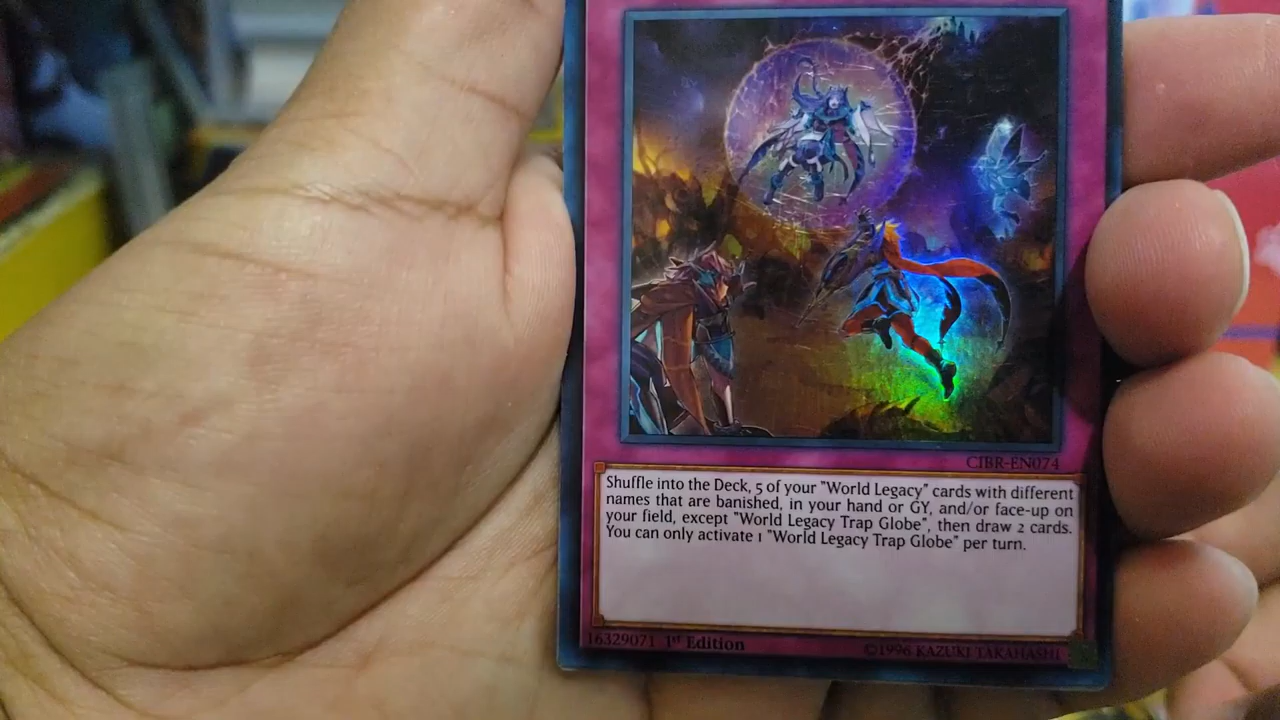 CIBR-EN074
Shuffle into the Deck, 5 of your "World Legacy" cards with different
names that are banished, in your hand or GY, and/or face-up on
your field, except "World Legacy Trap Globe", then draw 2 cards.
You can only activate 1 "World Legacy Trap Globe" per turn.
16329071 1st Edition
©1996 KAZUKI TAKAHASHI